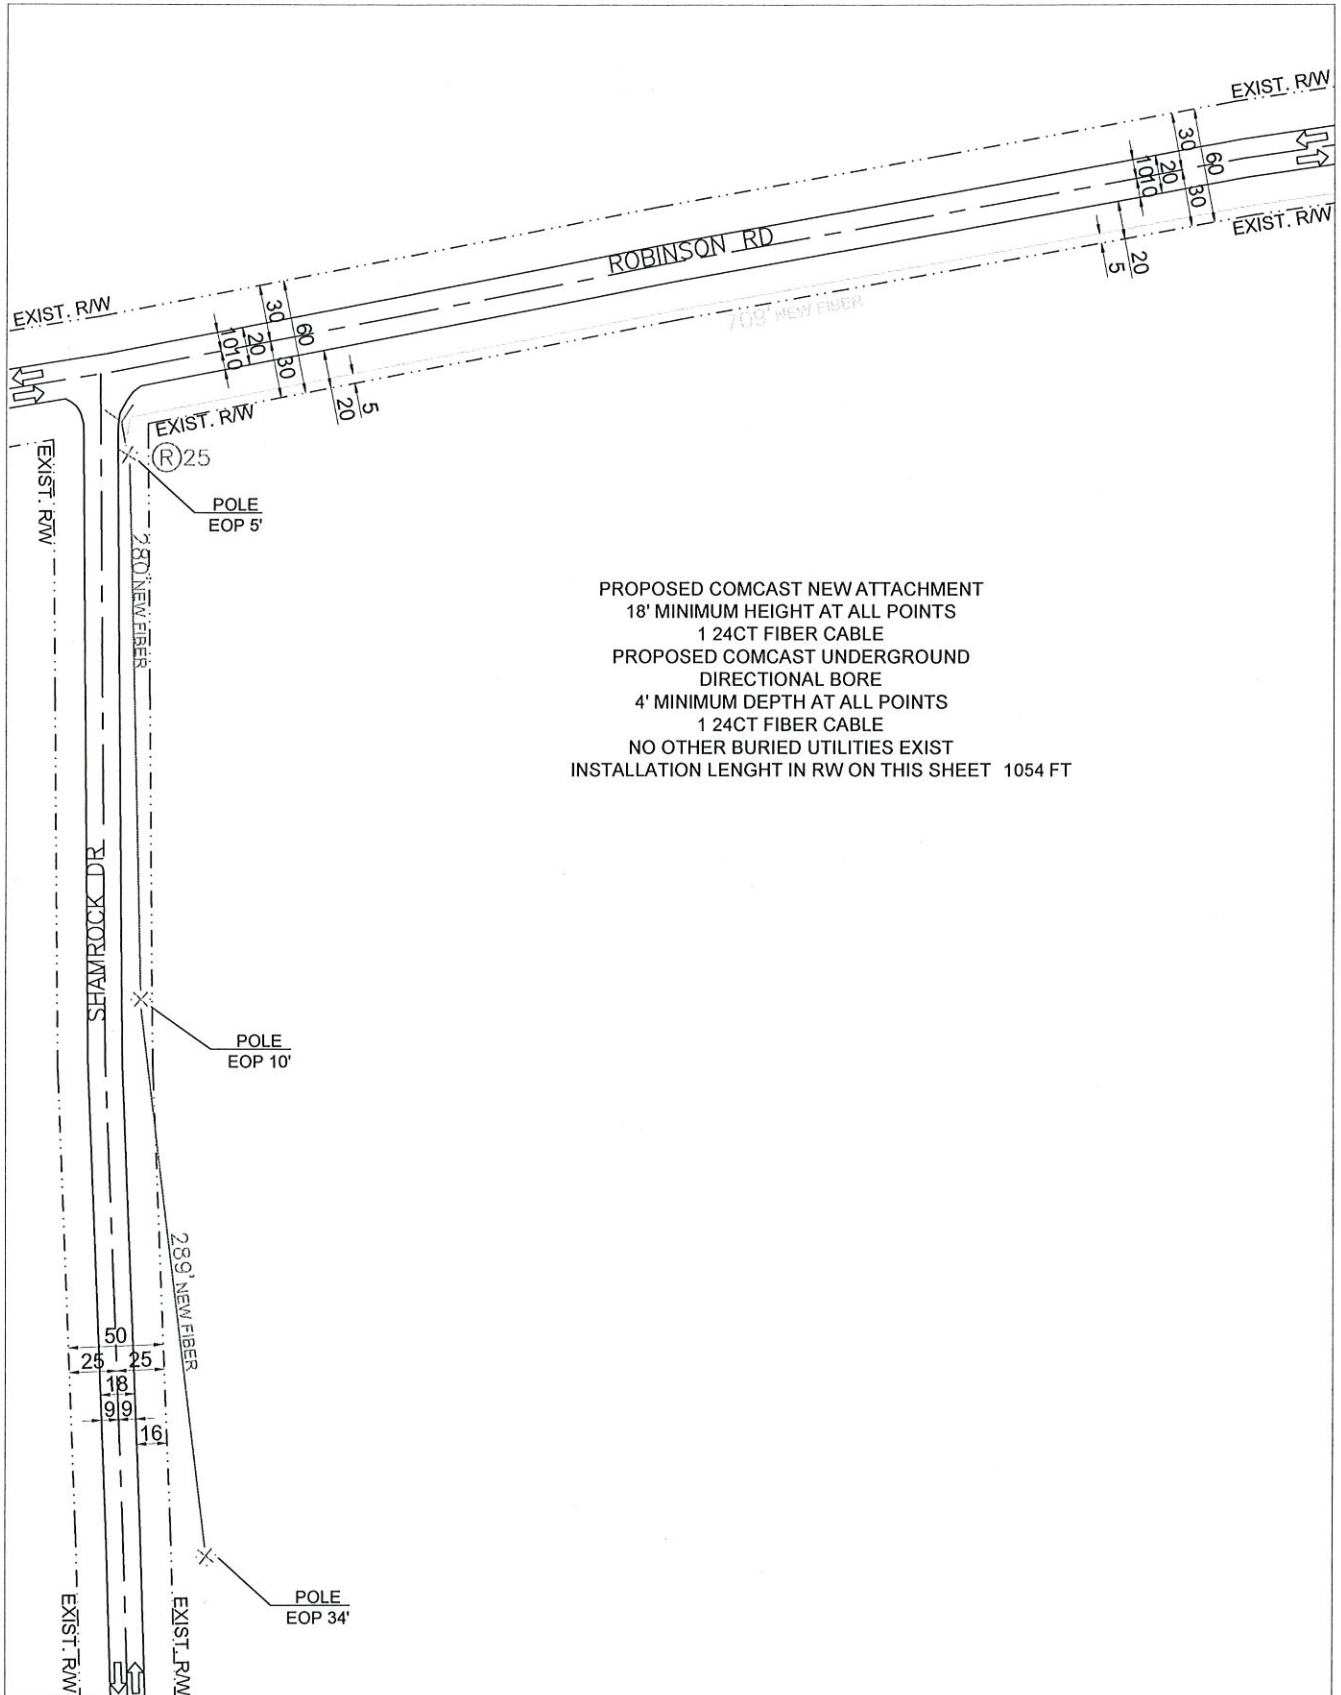 EXIST. R/W
30
60
20
10
10
30
EXIST. R/W
ROBINSON RD
20
5
EXIST. R/W
709' NEW FIBER
30
60
20
10
10
30
20
5
EXIST. R/W
EXIST. R/W
R 25
POLE
EOP 5'
280' NEW FIBER
PROPOSED COMCAST NEW ATTACHMENT
18' MINIMUM HEIGHT AT ALL POINTS
1 24CT FIBER CABLE
PROPOSED COMCAST UNDERGROUND
DIRECTIONAL BORE
4' MINIMUM DEPTH AT ALL POINTS
1 24CT FIBER CABLE
NO OTHER BURIED UTILITIES EXIST
INSTALLATION LENGHT IN RW ON THIS SHEET 1054 FT
SHAMROCK DR
POLE
EOP 10'
289' NEW FIBER
50
25 25
18
9 9
16
POLE
EOP 34'
EXIST. R/W
EXIST. R/W